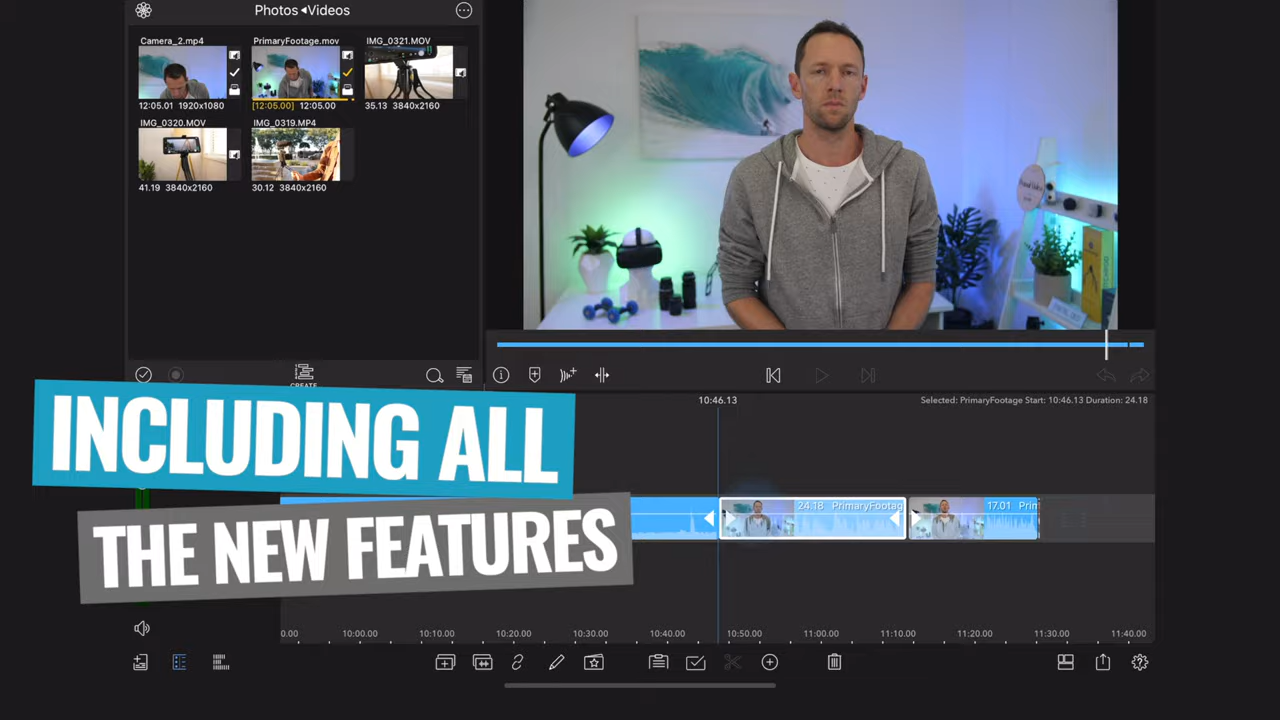 Photos ◂Videos
Camera_2.mp4
PrimaryFootage.mov
IMG_0321.MOV
12:05.01 1920x1080
[12:05.00] 12:05.00
35.13 3840x2160
IMG_0320.MOV
IMG_0319.MP4
41.19 3840x2160
30.12 3840x2160
CREATE
INCLUDING ALL
THE NEW FEATURES
10:46.13
Selected: PrimaryFootage Start: 10:46.13 Duration: 24.18
24.18 PrimaryFootag
17.01 Prim
0.00 10:00.00 10:10.00 10:20.00 10:30.00 10:40.00 10:50.00 11:00.00 11:10.00 11:20.00 11:30.00 11:40.00